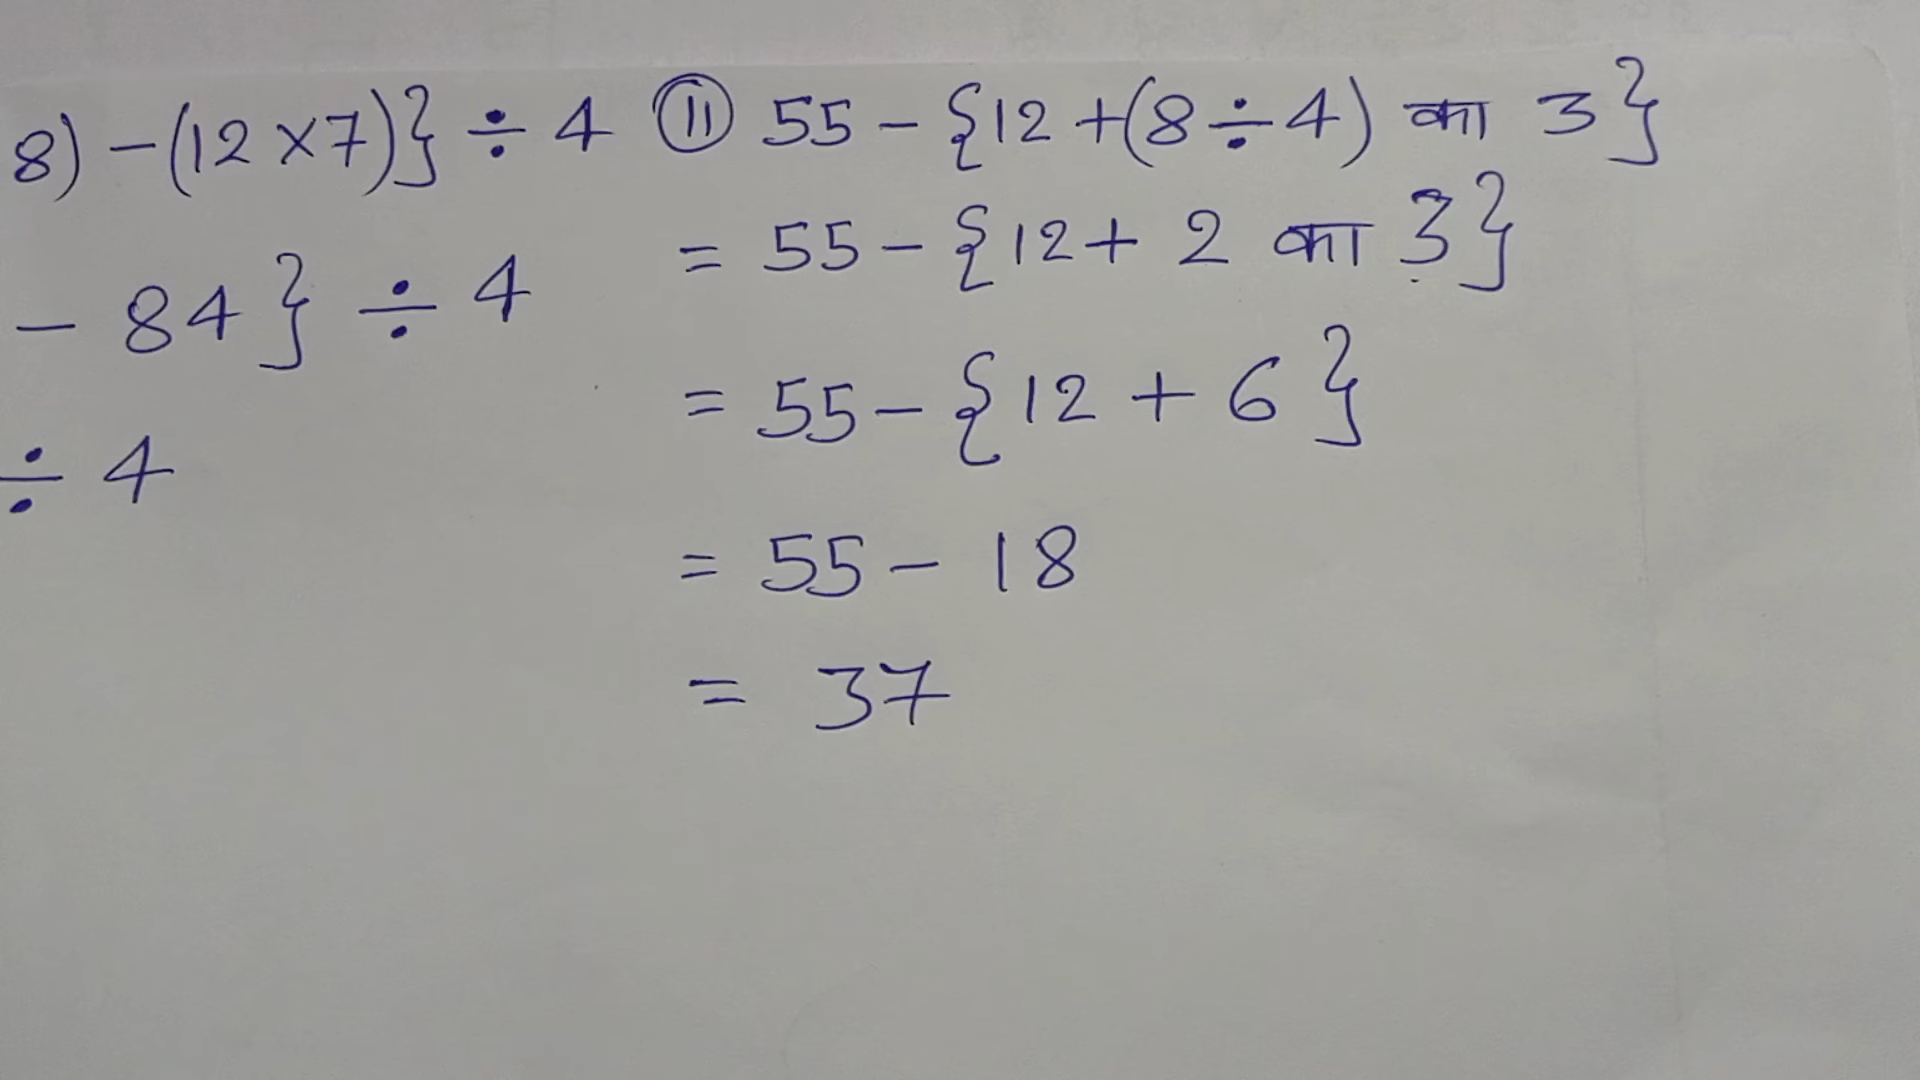 8) - (12 × 7)} ÷ 4
- 84} ÷ 4
÷ 4
⑪ 55 - {12 + (8 ÷ 4) का 3}
= 55 - {12 + 2 का 3}
= 55 - {12 + 6}
= 55 - 18
= 37